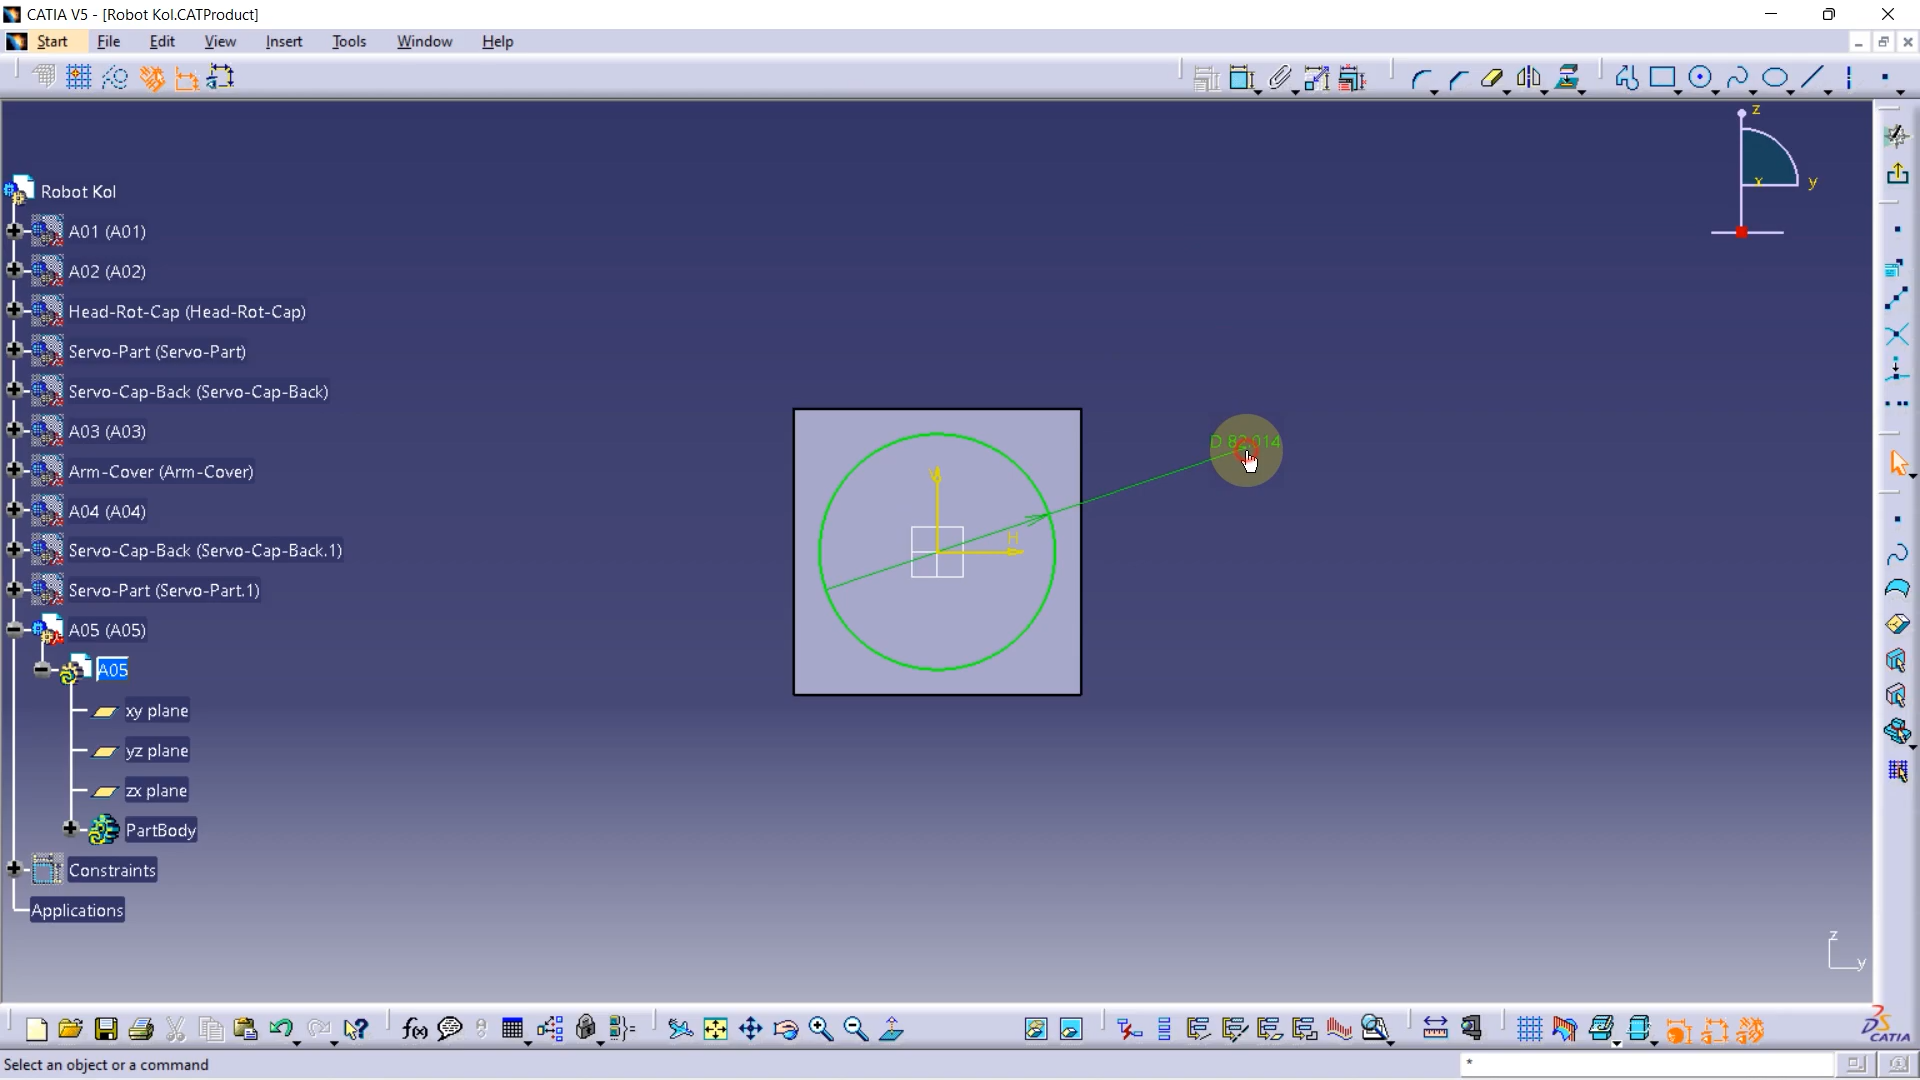 CATIA V5 - [Robot Kol.CATProduct]
Start File Edit View Insert Tools Window Help
z
x y
Robot Kol
A01 (A01)
A02 (A02)
Head-Rot-Cap (Head-Rot-Cap)
Servo-Part (Servo-Part)
Servo-Cap-Back (Servo-Cap-Back)
A03 (A03)
Arm-Cover (Arm-Cover)
A04 (A04)
Servo-Cap-Back (Servo-Cap-Back.1)
Servo-Part (Servo-Part.1)
A05 (A05)
A05
xy plane
yz plane
zx plane
PartBody
Constraints
Applications
V
H
z
y
f(x)
CATIA
Select an object or a command
*